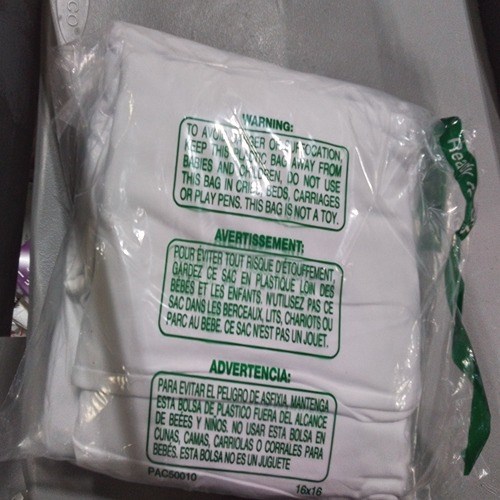 WARNING:
TO AVOID DANGER OF SUFFOCATION,
KEEP THIS PLASTIC BAG AWAY FROM
BABIES AND CHILDREN, DO NOT USE
THIS BAG IN CRIBS, BEDS, CARRIAGES
OR PLAY PENS. THIS BAG IS NOT A TOY.
AVERTISSEMENT:
POUR ÉVITER TOUT RISQUE D'ÉTOUFFEMENT,
GARDEZ CE SAC EN PLASTIQUE LOIN DES
BÉBÉS ET LES ENFANTS. N'UTILISEZ PAS CE
SAC DANS LES BERCEAUX, LITS, CHARIOTS OU
PARC AU BÉBÉ. CE SAC N'EST PAS UN JOUET.
ADVERTENCIA:
PARA EVITAR EL PELIGRO DE ASFIXIA, MANTENGA
ESTA BOLSA DE PLASTICO FUERA DEL ALCANCE
DE BEBES Y NIÑOS. NO USAR ESTA BOLSA EN
CUNAS, CAMAS, CARRIOLAS O CORRALES PARA
BEBES. ESTA BOLSA NO ES UN JUGUETE
PAC50010
16x16